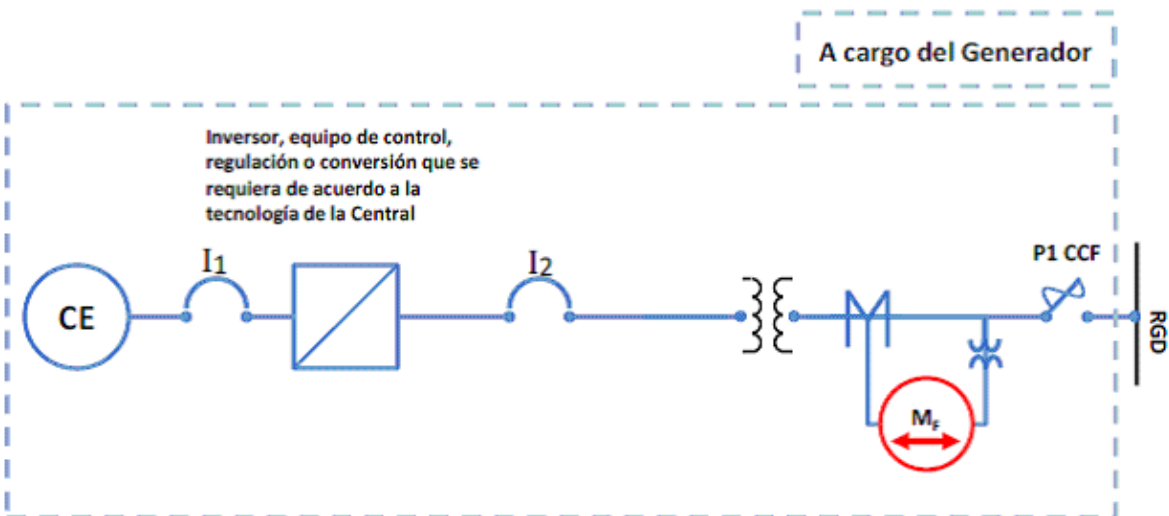 A cargo del Generador
Inversor, equipo de control,
regulación o conversión que se
requiera de acuerdo a la
tecnología de la Central
I1
I2
P1 CCF
CE
RGD
MF